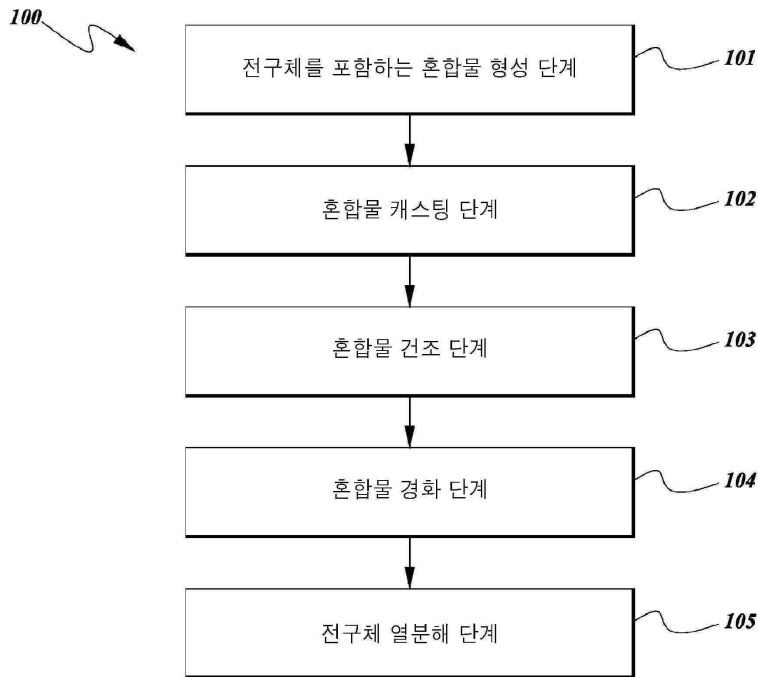 100
전구체를 포함하는 혼합물 형성 단계
101
혼합물 캐스팅 단계
102
혼합물 건조 단계
103
혼합물 경화 단계
104
전구체 열분해 단계
105